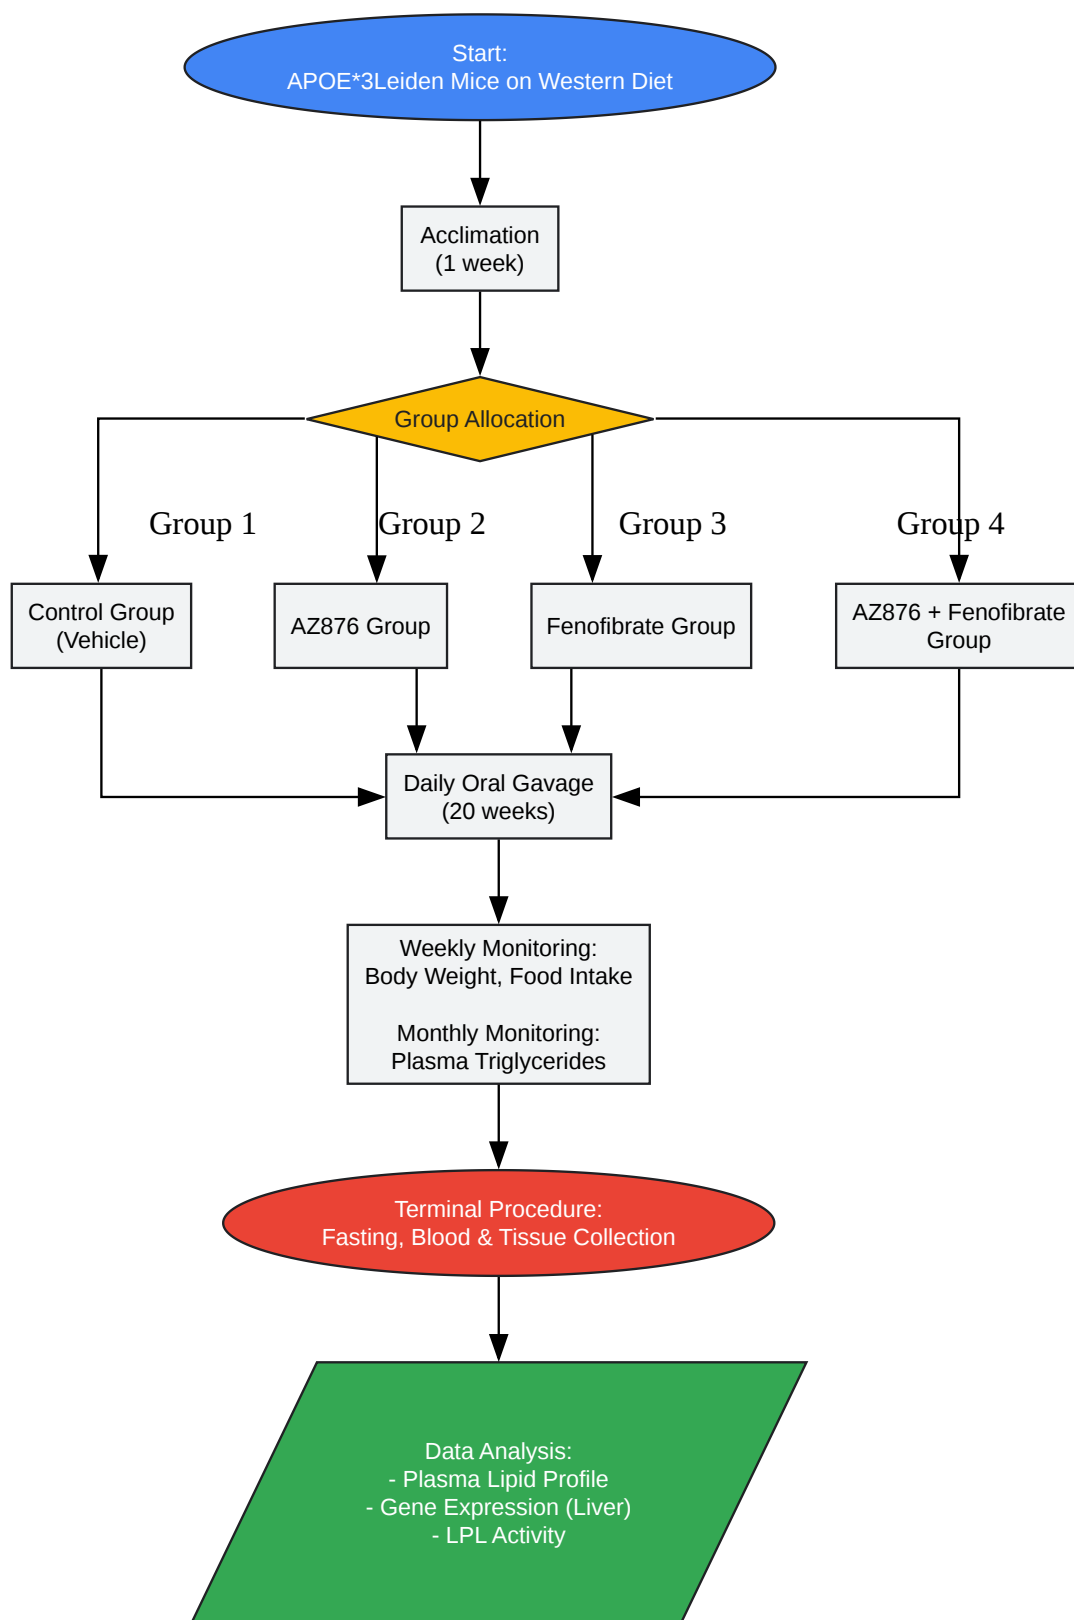 Start:
APOE*3Leiden Mice on Western Diet
Acclimation
(1 week)
Group Allocation
Group 1
Group 2
Group 3
Group 4
Control Group
(Vehicle)
AZ876 Group
Fenofibrate Group
AZ876 + Fenofibrate
Group
Daily Oral Gavage
(20 weeks)
Weekly Monitoring:
Body Weight, Food Intake
Monthly Monitoring:
Plasma Triglycerides
Terminal Procedure:
Fasting, Blood & Tissue Collection
Data Analysis:
- Plasma Lipid Profile
- Gene Expression (Liver)
- LPL Activity